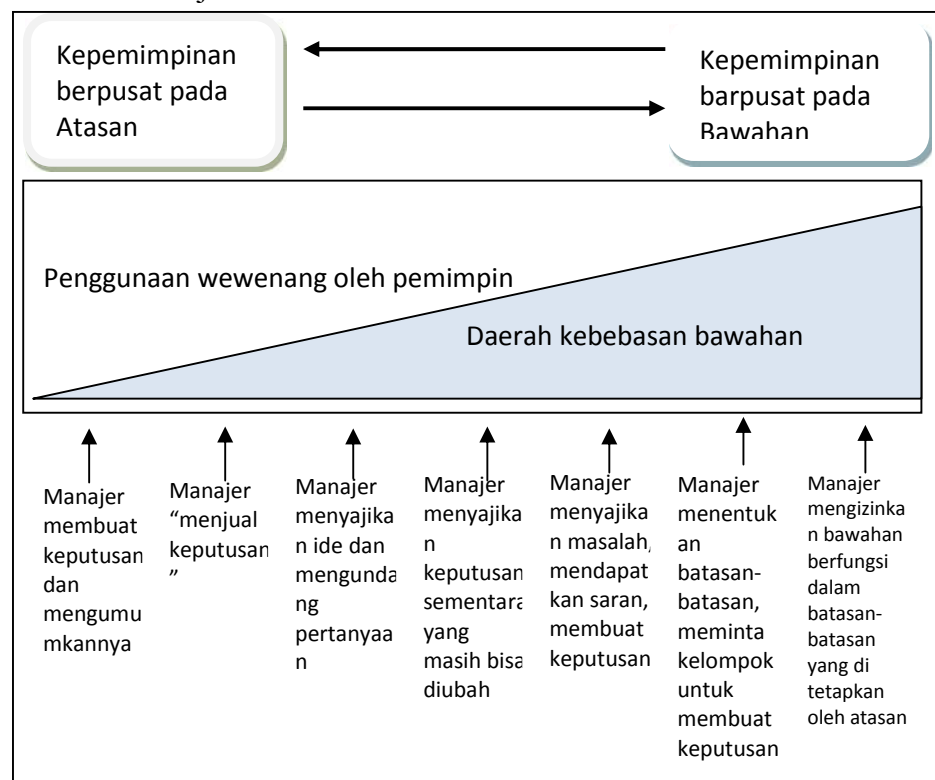 Kepemimpinan
berpusat pada
Atasan
Kepemimpinan
barpusat pada
Bawahan
Penggunaan wewenang oleh pemimpin
Daerah kebebasan bawahan
Manajer
membuat
keputusan
dan
mengumu
mkannya
Manajer
“menjual
keputusan
”
Manajer
menyajika
n ide dan
mengunda
ng
pertanyaa
n
Manajer
menyajika
n
keputusan
sementara
yang
masih bisa
diubah
Manajer
menyajika
n masalah,
mendapat
kan saran,
membuat
keputusan
Manajer
menentuk
an
batasan-
batasan,
meminta
kelompok
untuk
membuat
keputusan
Manajer
mengizinka
n bawahan
berfungsi
dalam
batasan-
batasan
yang di
tetapkan
oleh atasan